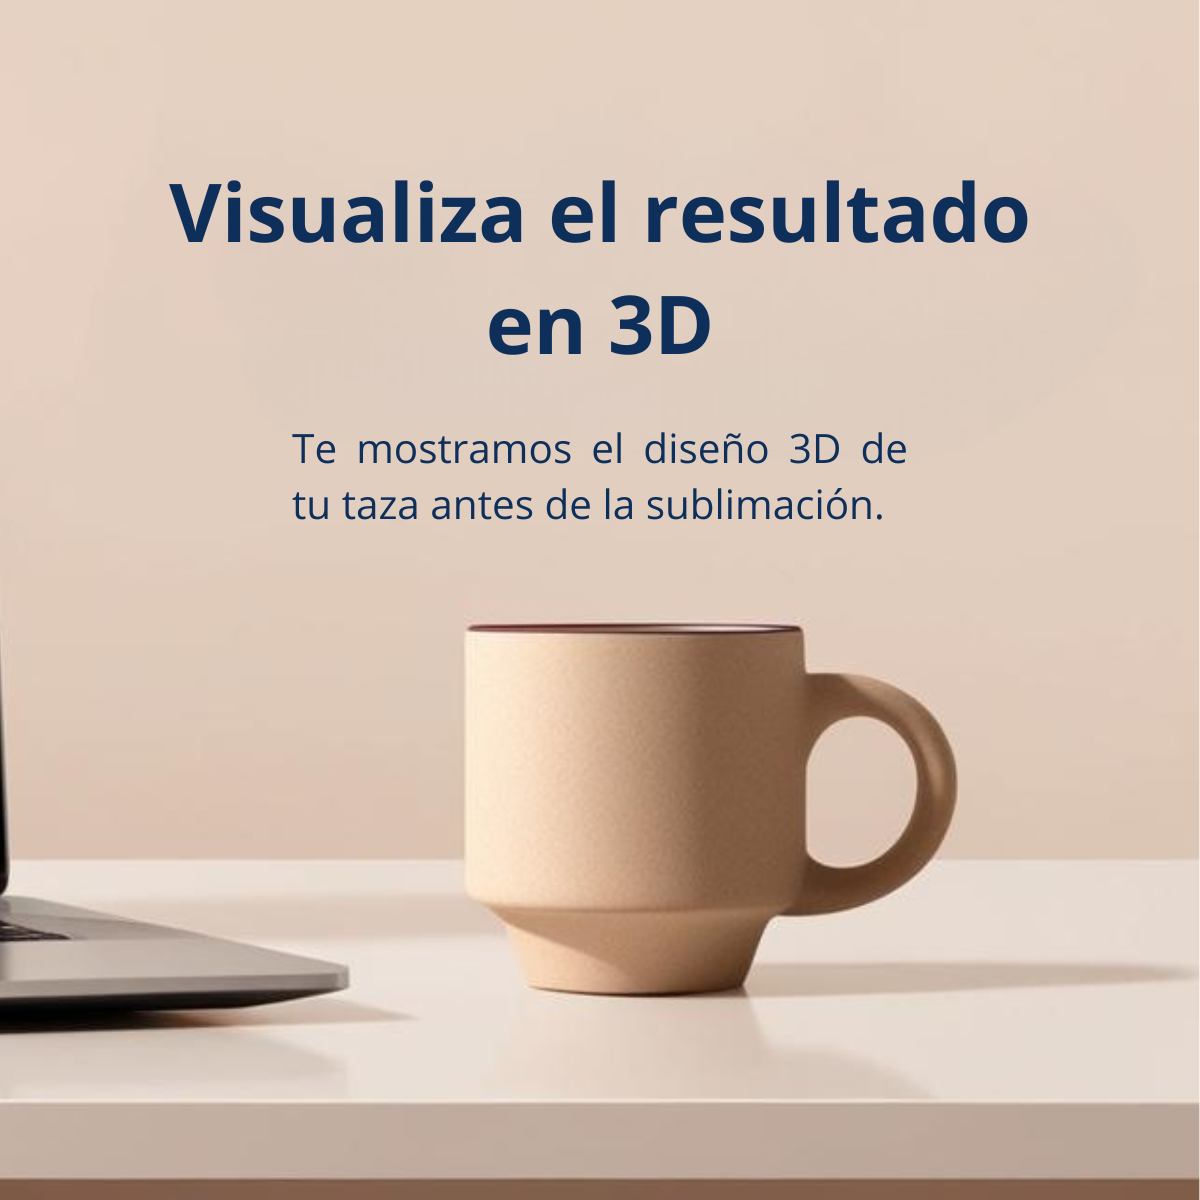 Visualiza el resultado
en 3D
Te mostramos el diseño 3D de
tu taza antes de la sublimación.